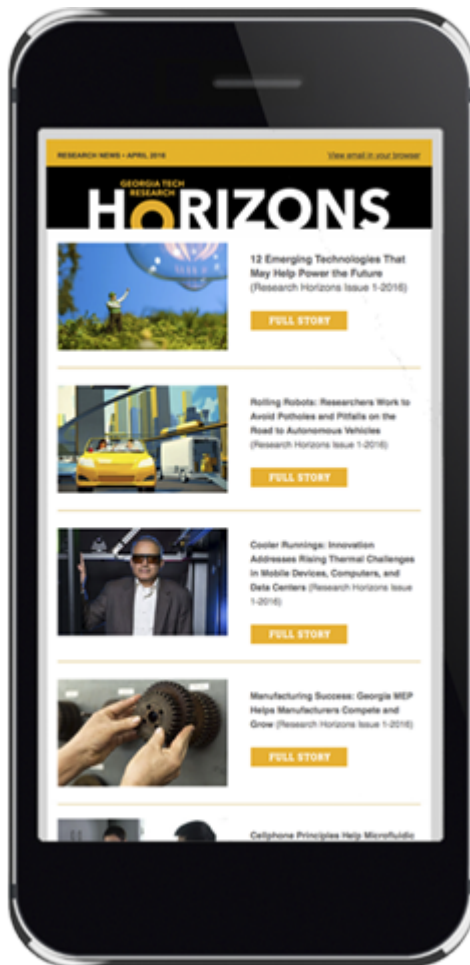 RESEARCH NEWS • APRIL 2016
View email in your browser
GEORGIA TECH
RESEARCH
HORIZONS
12 Emerging Technologies That
May Help Power the Future
(Research Horizons Issue 1-2016)
FULL STORY
Rolling Robots: Researchers Work to
Avoid Potholes and Pitfalls on the
Road to Autonomous Vehicles
(Research Horizons Issue 1-2016)
FULL STORY
Cooler Runnings: Innovation
Addresses Rising Thermal Challenges
in Mobile Devices, Computers, and
Data Centers (Research Horizons Issue
1-2016)
FULL STORY
Manufacturing Success: Georgia MEP
Helps Manufacturers Compete and
Grow (Research Horizons Issue 1-2016)
FULL STORY
Cellphone Principles Help Microfluidic